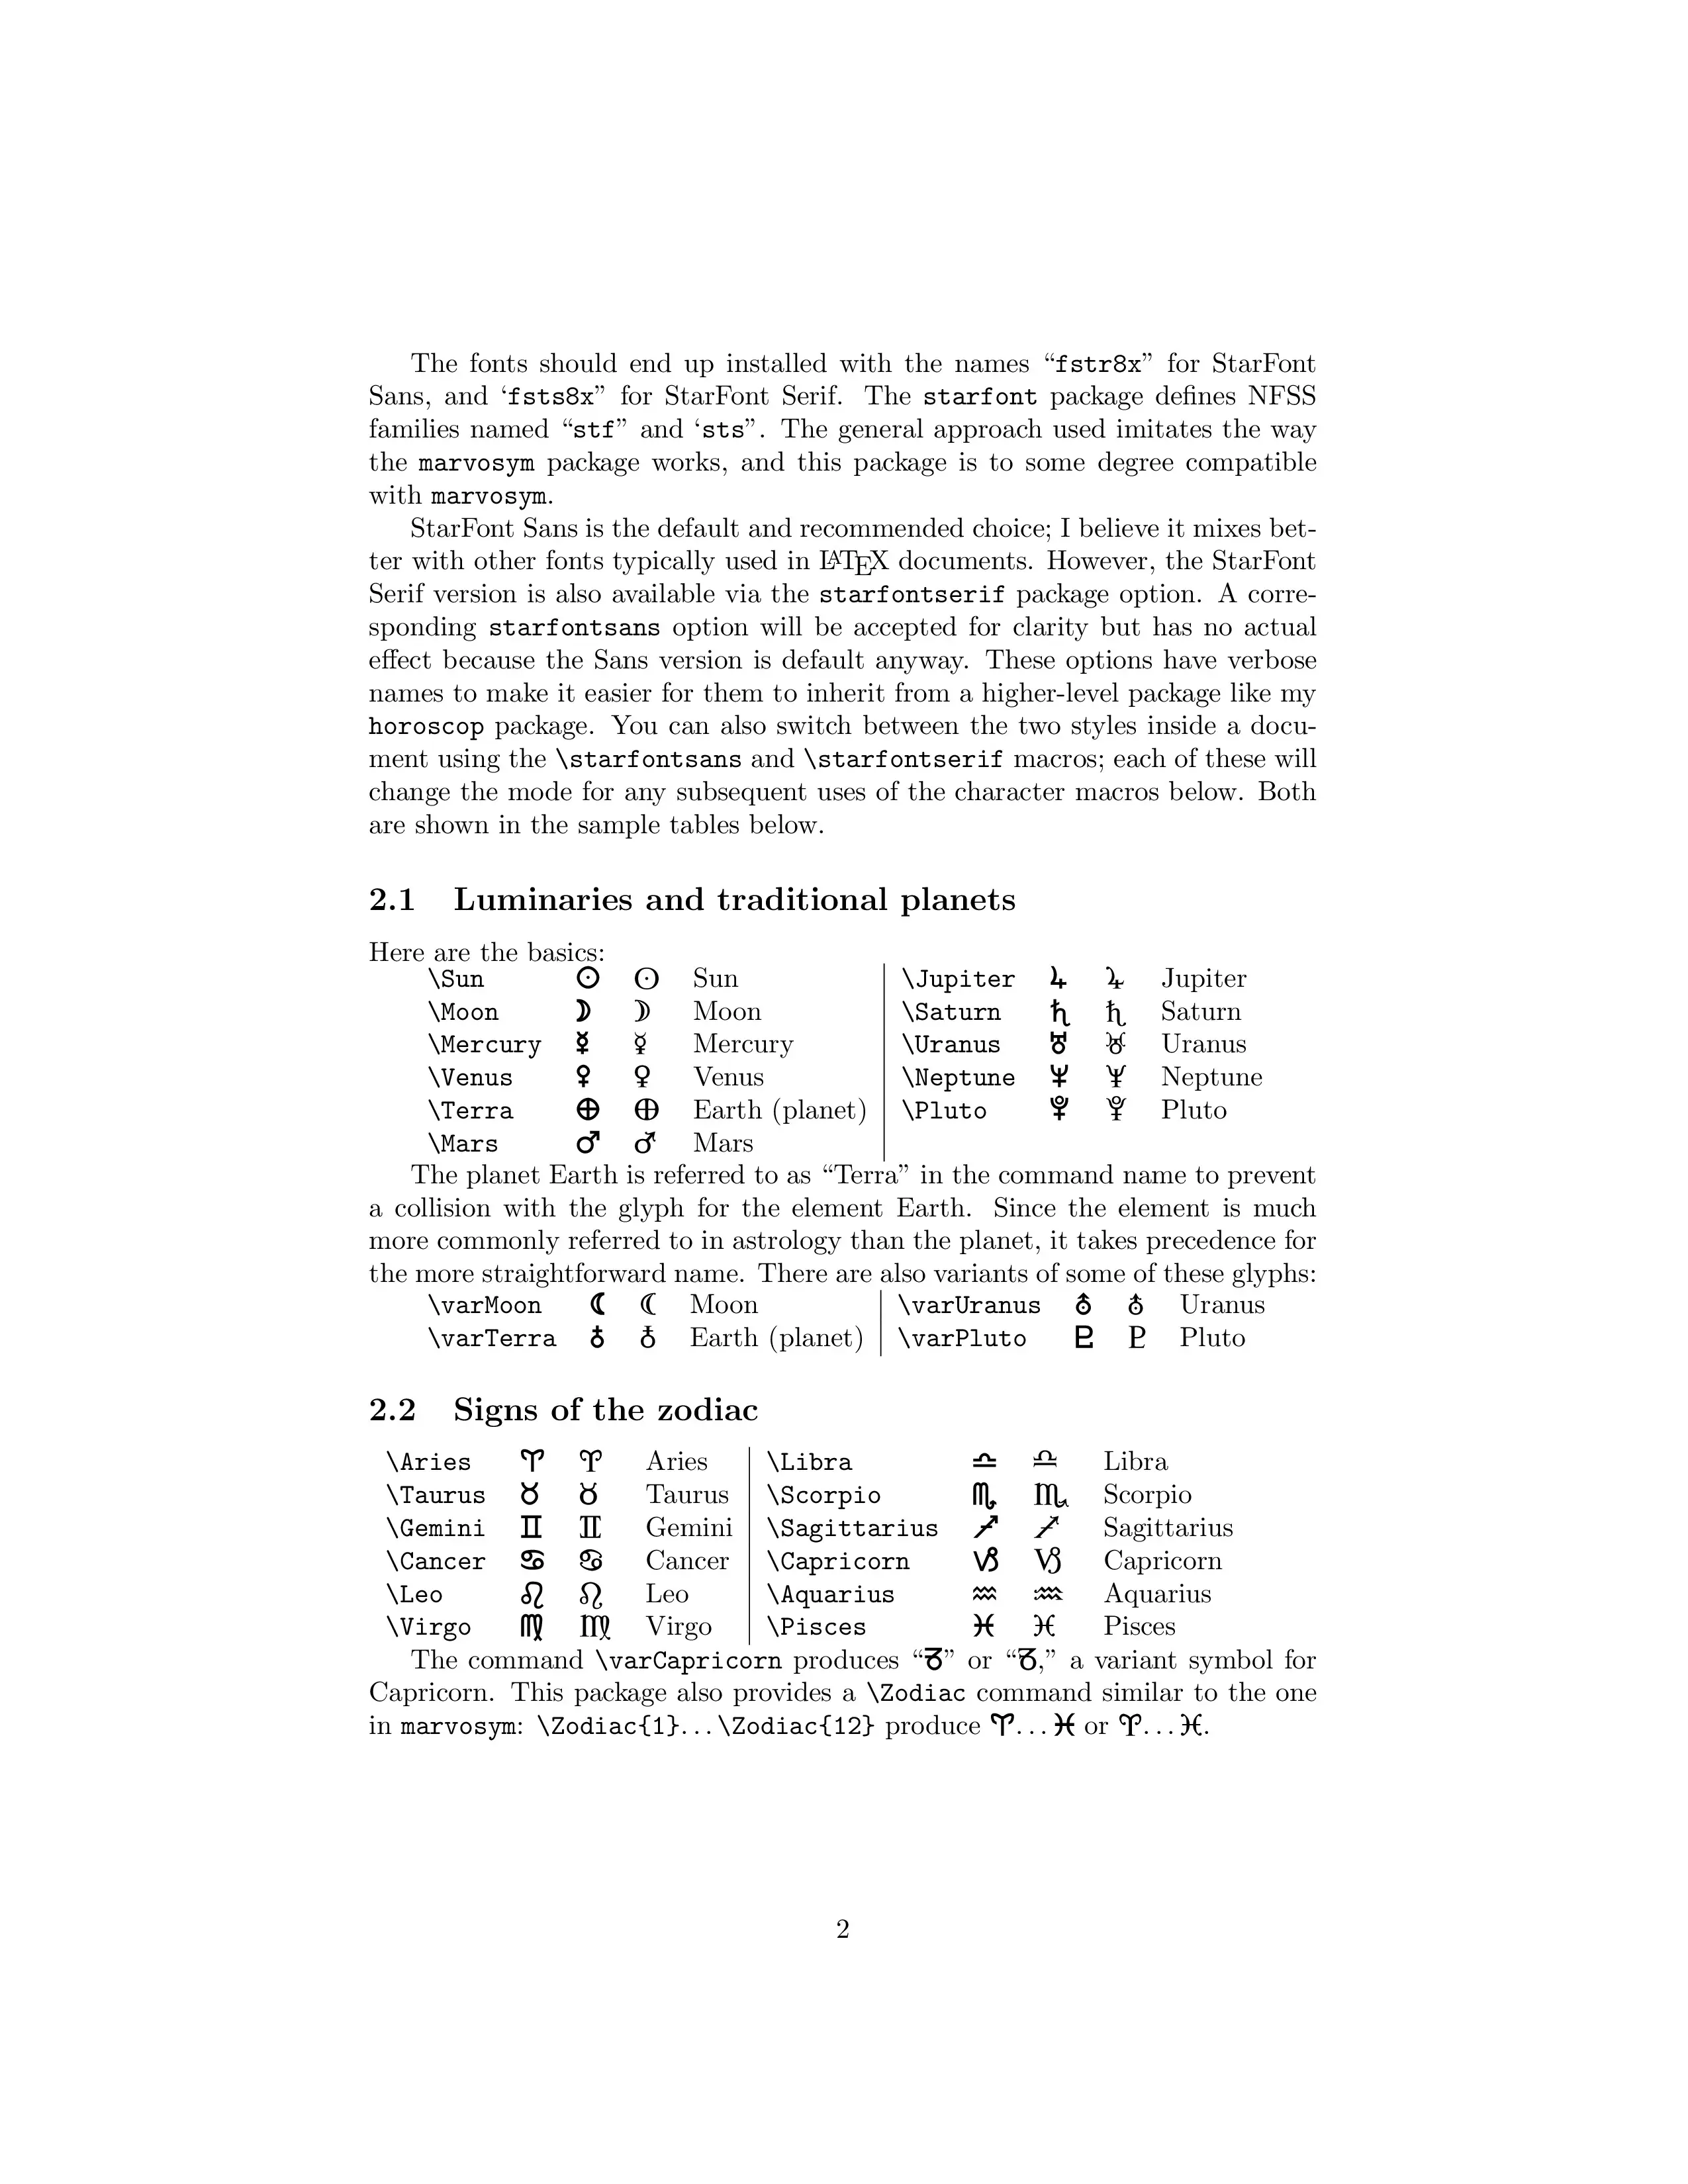 The fonts should end up installed with the names “fstr8x” for StarFont
Sans, and ‘fsts8x” for StarFont Serif. The starfont package defines NFSS
families named “stf” and ‘sts”. The general approach used imitates the way
the marvosym package works, and this package is to some degree compatible
with marvosym.
StarFont Sans is the default and recommended choice; I believe it mixes bet-
ter with other fonts typically used in LATEX documents. However, the StarFont
Serif version is also available via the starfontserif package option. A corre-
sponding starfontsans option will be accepted for clarity but has no actual
effect because the Sans version is default anyway. These options have verbose
names to make it easier for them to inherit from a higher-level package like my
horoscop package. You can also switch between the two styles inside a docu-
ment using the \starfontsans and \starfontserif macros; each of these will
change the mode for any subsequent uses of the character macros below. Both
are shown in the sample tables below.
2.1 Luminaries and traditional planets
Here are the basics:
\Sun ☉ ☉ Sun \Jupiter ♃ ♃ Jupiter
\Moon ☽ ☽ Moon \Saturn ♄ ♄ Saturn
\Mercury ☿ ☿ Mercury \Uranus ♅ ♅ Uranus
\Venus ♀ ♀ Venus \Neptune ♆ ♆ Neptune
\Terra ⊕ ⊕ Earth (planet) \Pluto ⯓ ⯓ Pluto
\Mars ♂ ♂ Mars
The planet Earth is referred to as “Terra” in the command name to prevent
a collision with the glyph for the element Earth. Since the element is much
more commonly referred to in astrology than the planet, it takes precedence for
the more straightforward name. There are also variants of some of these glyphs:
\varMoon ☾ ☾ Moon \varUranus ⛢ ⛢ Uranus
\varTerra ♁ ♁ Earth (planet) \varPluto ♇ ♇ Pluto
2.2 Signs of the zodiac
\Aries ♈ ♈ Aries \Libra ♎ ♎ Libra
\Taurus ♉ ♉ Taurus \Scorpio ♏ ♏ Scorpio
\Gemini ♊ ♊ Gemini \Sagittarius ♐ ♐ Sagittarius
\Cancer ♋ ♋ Cancer \Capricorn ♑ ♑ Capricorn
\Leo ♌ ♌ Leo \Aquarius ♒ ♒ Aquarius
\Virgo ♍ ♍ Virgo \Pisces ♓ ♓ Pisces
The command \varCapricorn produces “♑” or “♑,” a variant symbol for
Capricorn. This package also provides a \Zodiac command similar to the one
in marvosym: \Zodiac{1}...\Zodiac{12} produce ♈...♓ or ♈...♓.
2